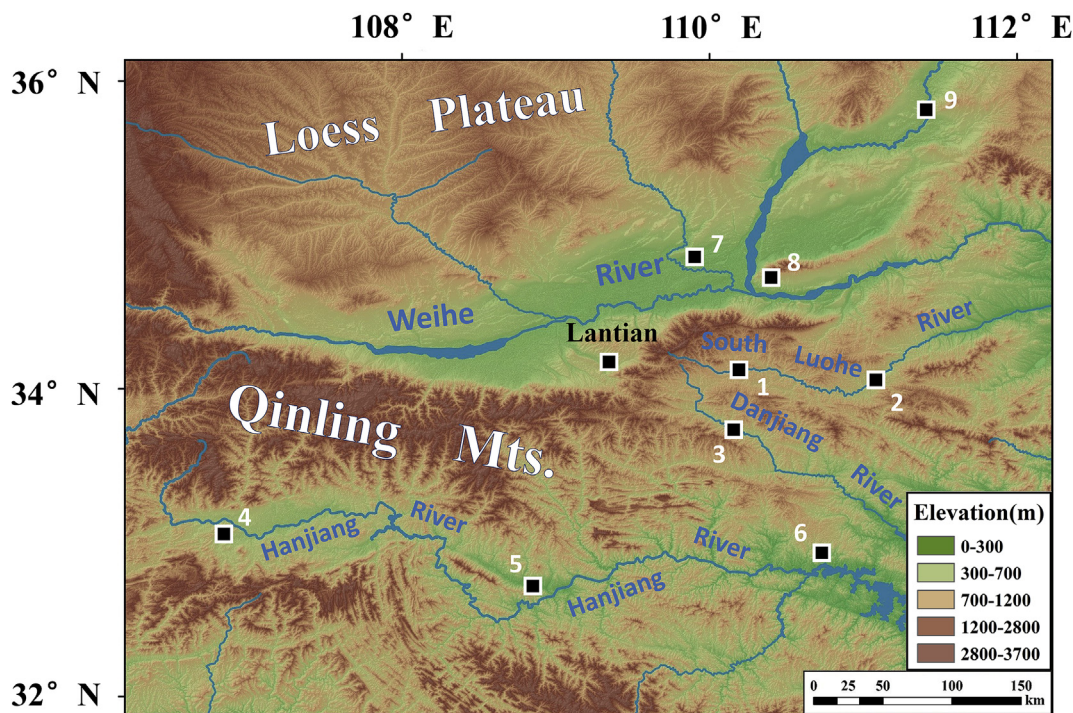 108° E 110° E 112° E
36° N
Loess Plateau
9
7
8
Weihe River
Lantian
South Luohe River
1
2
34° N
Qinling Mts.
Danjiang River
3
4
Hanjiang River
5
Hanjiang River
6
Elevation(m)
0-300
300-700
700-1200
1200-2800
2800-3700
32° N
0 25 50 100 150
km